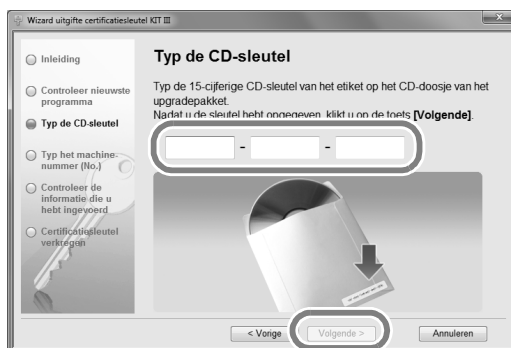 Wizard uitgifte certificatiesleutel KIT III
Inleiding
Controleer nieuwste
programma
Typ de CD-sleutel
Typ het machine-
nummer (No.)
Controleer de
informatie die u
hebt ingevoerd
Certificatiesleutel
verkregen
Typ de CD-sleutel
Typ de 15-cijferige CD-sleutel van het etiket op het CD-doosje van het
upgradepakket.
Nadat u de sleutel hebt opgegeven, klikt u op de toets [Volgende].
- -
< Vorige
Volgende >
Annuleren